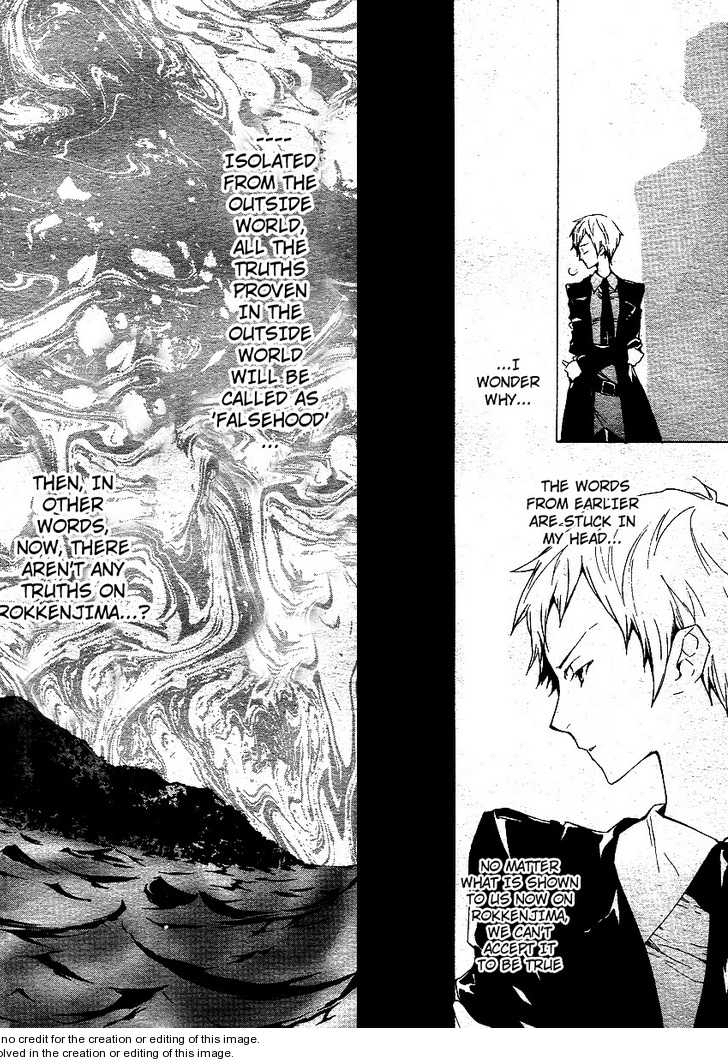 ...I
WONDER
WHY...
THE WORDS
FROM EARLIER
ARE STUCK IN
MY HEAD...
NO MATTER
WHAT IS SHOWN
TO US NOW ON
ROKKENJIMA,
WE CAN'T
ACCEPT IT
TO BE TRUE
----
ISOLATED
FROM THE
OUTSIDE
WORLD,
ALL THE
TRUTHS
PROVEN
IN THE
OUTSIDE
WORLD
WILL BE
CALLED AS
'FALSEHOOD'
...
THEN, IN
OTHER
WORDS,
NOW, THERE
AREN'T ANY
TRUTHS ON
ROKKENJIMA...?
no credit for the creation or editing of this image.
olved in the creation or editing of this image.